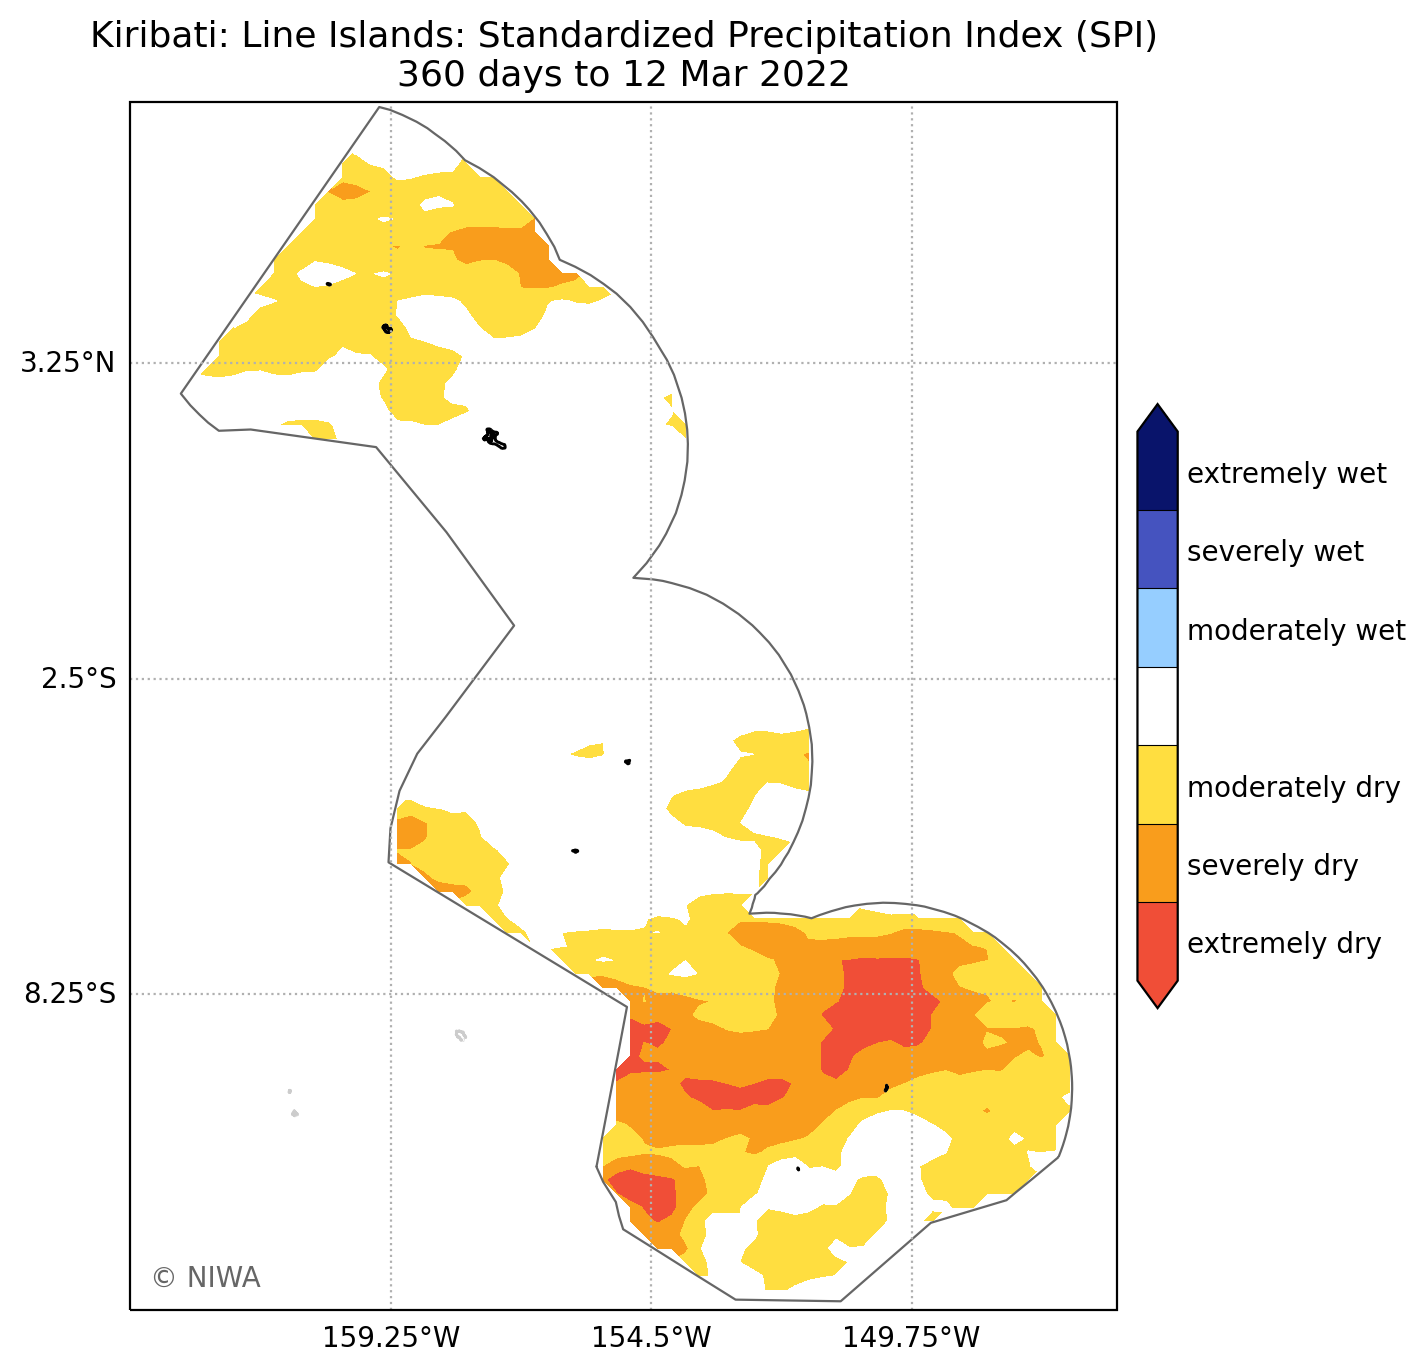 Kiribati: Line Islands: Standardized Precipitation Index (SPI)
360 days to 12 Mar 2022
3.25°N
2.5°S
8.25°S
extremely wet
severely wet
moderately wet
moderately dry
severely dry
extremely dry
© NIWA
159.25°W 154.5°W 149.75°W